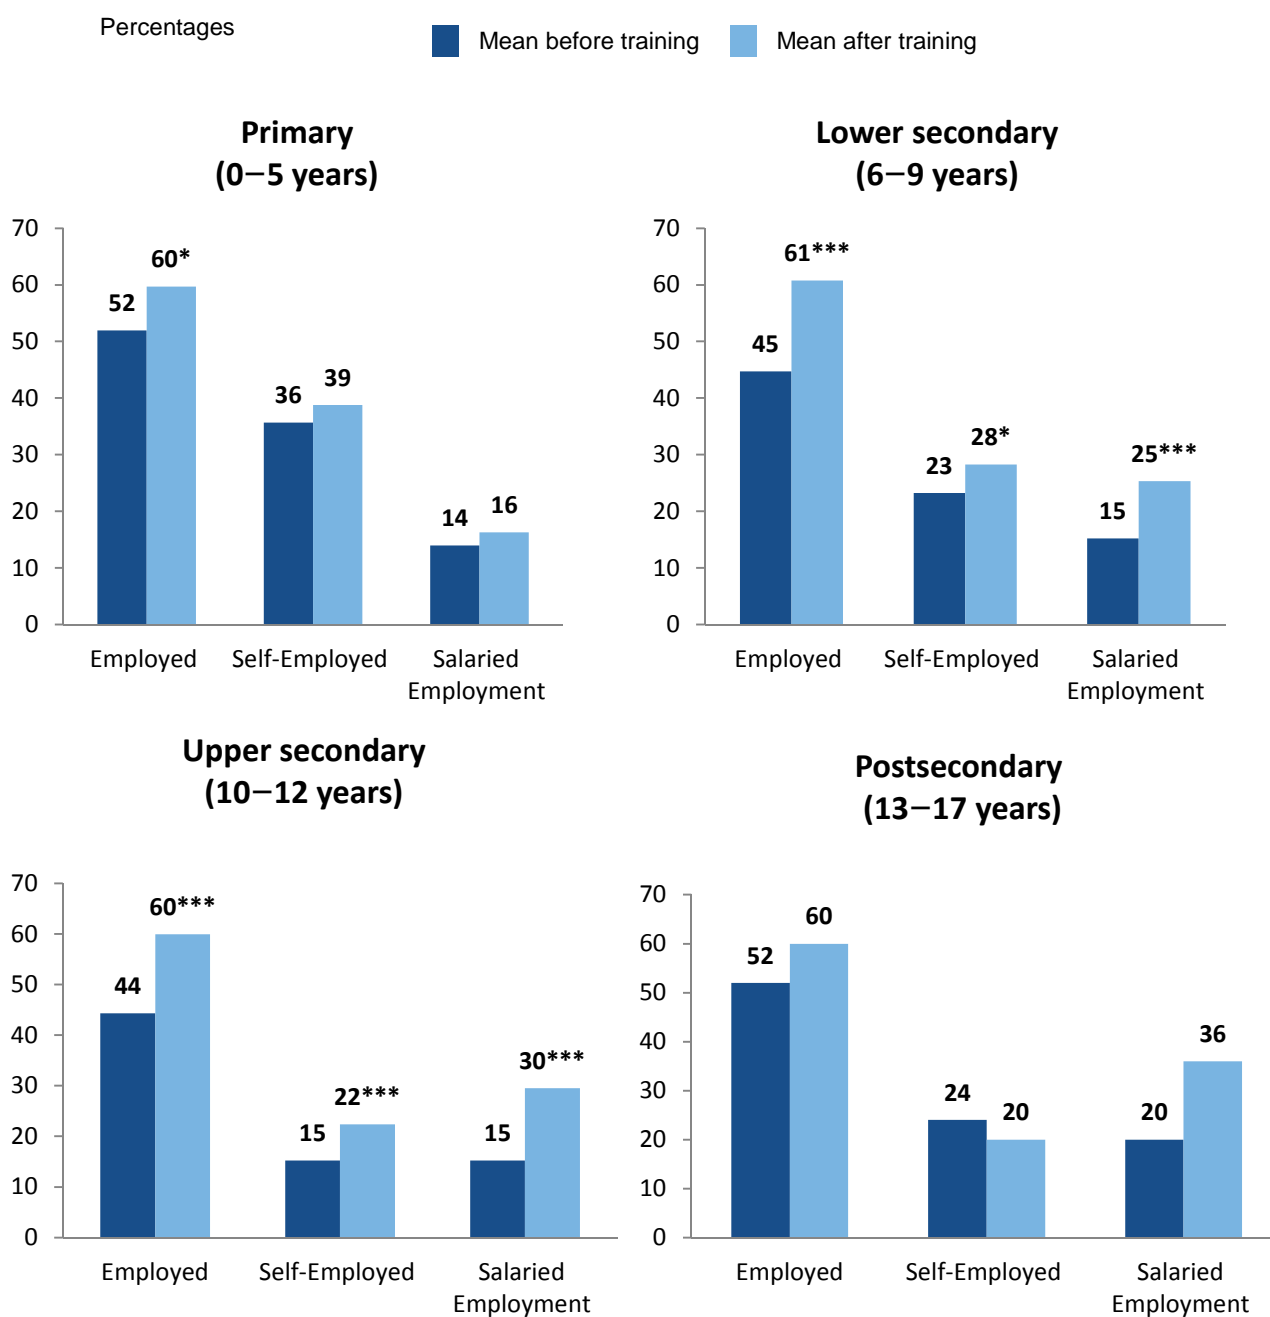 Percentages
Mean before training
Mean after training
Primary
(0–5 years)
70
60
50
40
30
20
10
0
52
60*
36
39
14
16
Employed
Self-Employed
Salaried
Employment
Lower secondary
(6–9 years)
70
60
50
40
30
20
10
0
45
61***
23
28*
15
25***
Employed
Self-Employed
Salaried
Employment
Upper secondary
(10–12 years)
70
60
50
40
30
20
10
0
44
60***
15
22***
15
30***
Employed
Self-Employed
Salaried
Employment
Postsecondary
(13–17 years)
70
60
50
40
30
20
10
0
52
60
24
20
20
36
Employed
Self-Employed
Salaried
Employment